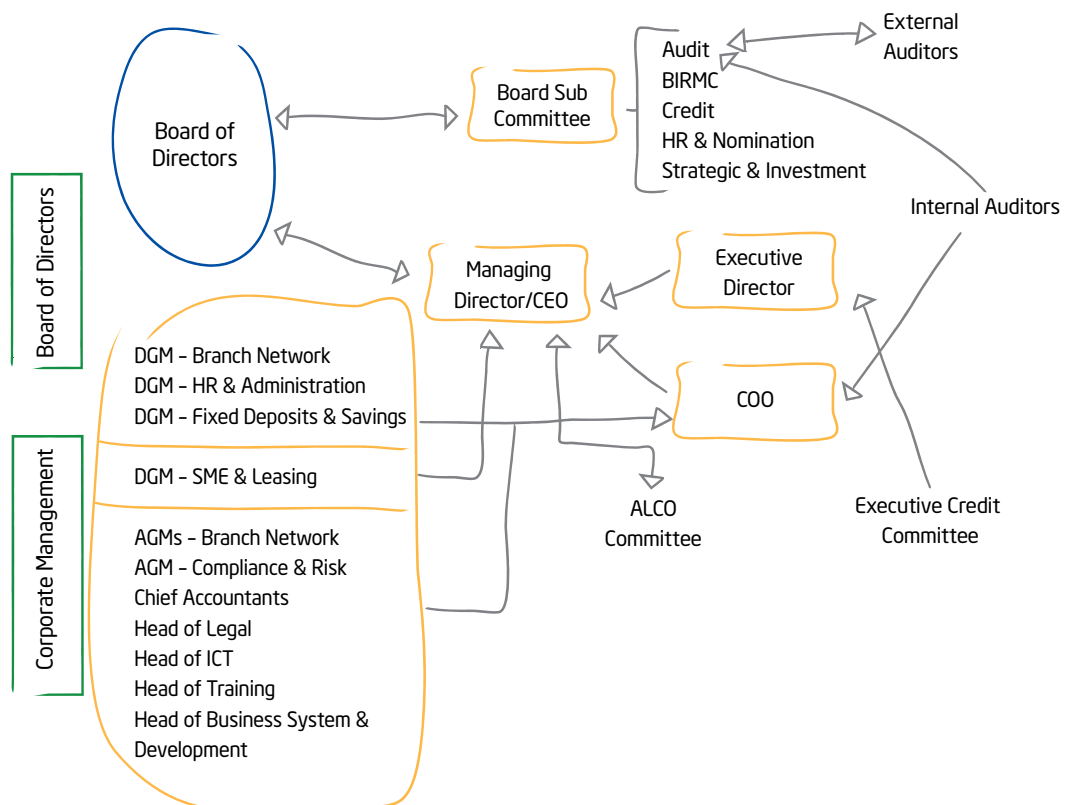 External
Auditors
Audit
BIRMC
Credit
HR & Nomination
Strategic & Investment
Board Sub
Committee
Board of
Directors
Board of Directors
Internal Auditors
Managing
Director/CEO
Executive
Director
COO
DGM – Branch Network
DGM – HR & Administration
DGM – Fixed Deposits & Savings
DGM – SME & Leasing
ALCO
Committee
Executive Credit
Committee
Corporate Management
AGMs – Branch Network
AGM – Compliance & Risk
Chief Accountants
Head of Legal
Head of ICT
Head of Training
Head of Business System &
Development